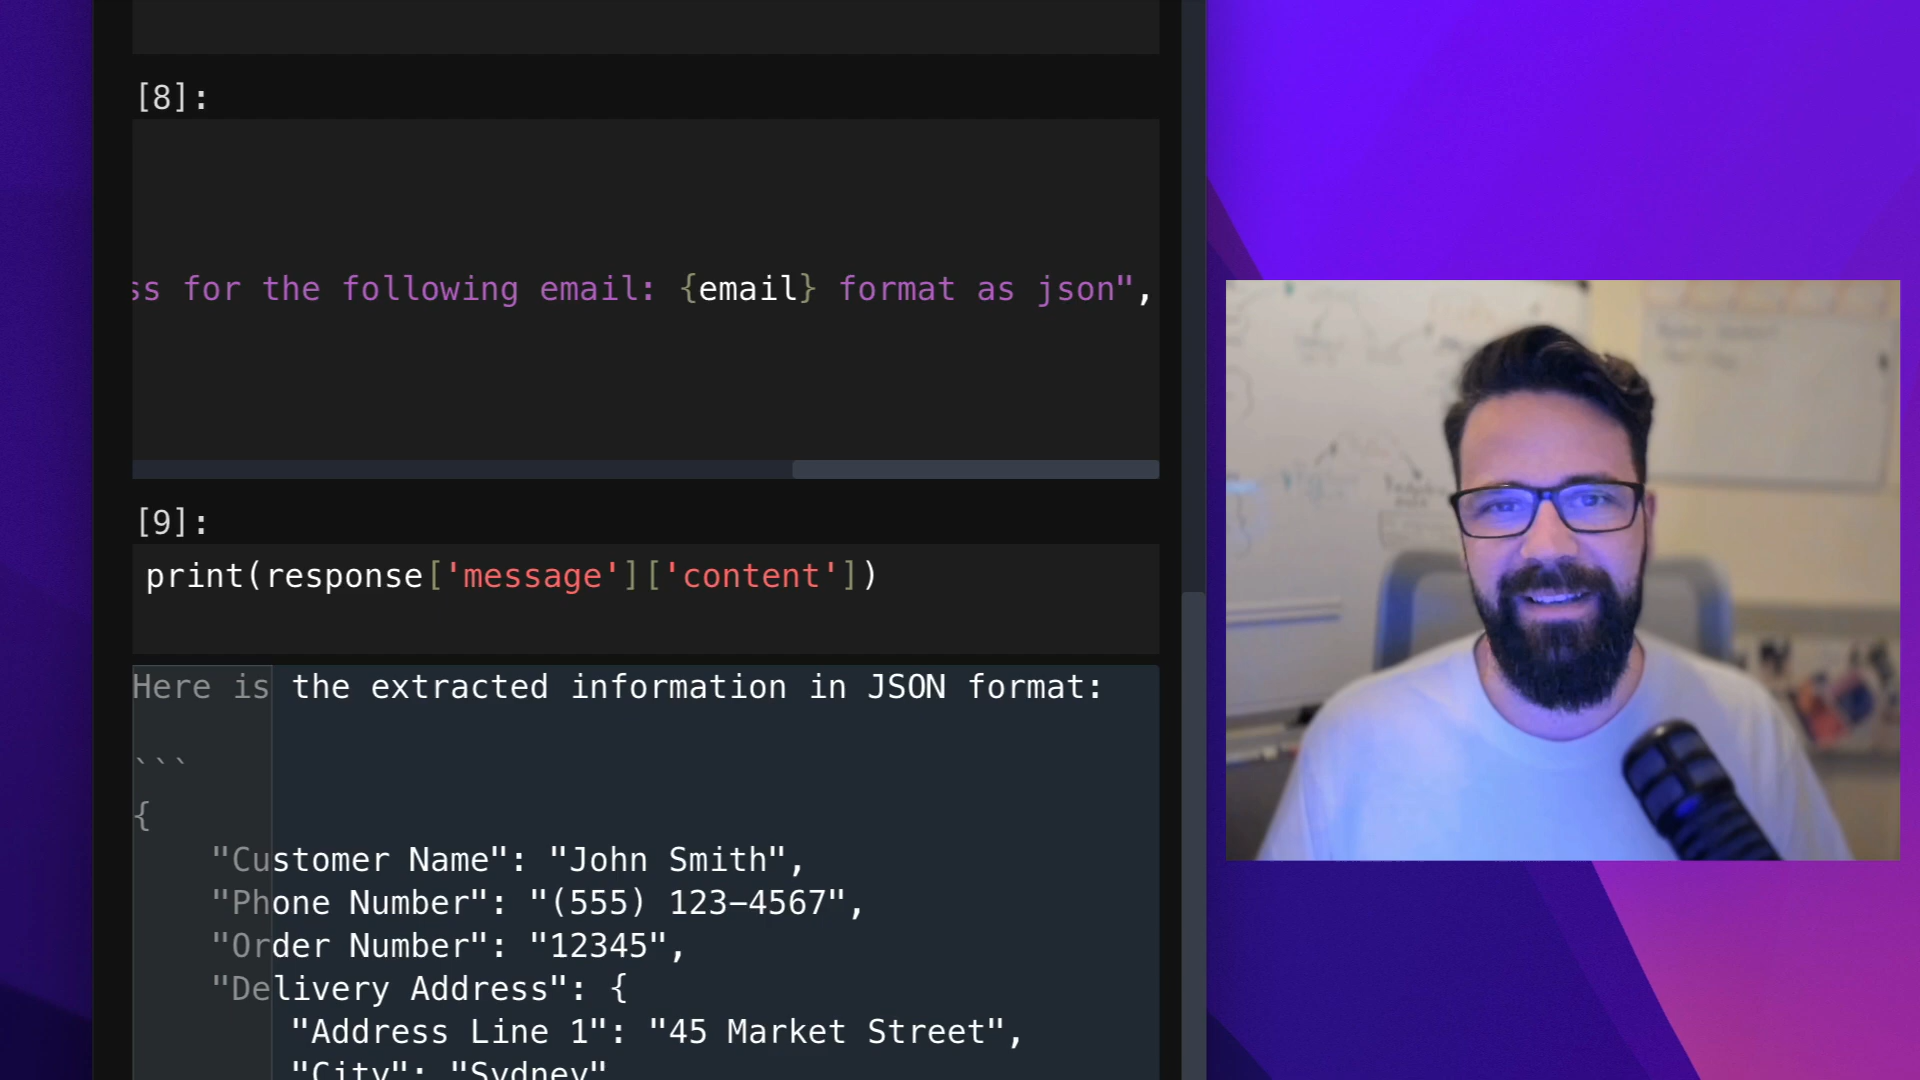 [8]:
ss for the following email: {email} format as json",
[9]:
print(response['message']['content'])
Here is the extracted information in JSON format:
```
{
"Customer Name": "John Smith",
"Phone Number": "(555) 123-4567",
"Order Number": "12345",
"Delivery Address": {
"Address Line 1": "45 Market Street",
"City": "Sydney"